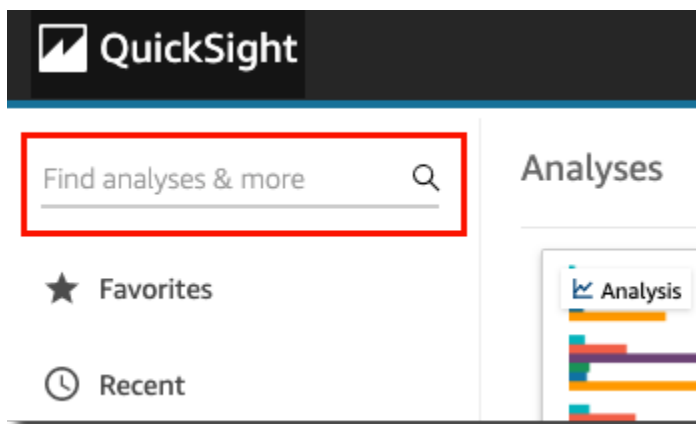 QuickSight
Find analyses & more
Analyses
Favorites
Analysis
Recent